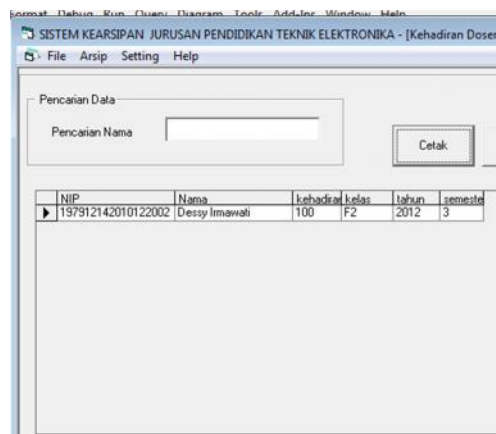 Format Debug Run Query Diagram Tools Add-Ins Window Help
SISTEM KEARSIPAN JURUSAN PENDIDIKAN TEKNIK ELEKTRONIKA - [Kehadiran Dosen
File Arsip Setting Help
Pencarian Data
Pencarian Nama
Cetak
NIP Nama kehadiran kelas tahun semeste
197912142010122002 Dessy Irmawati 100 F2 2012 3